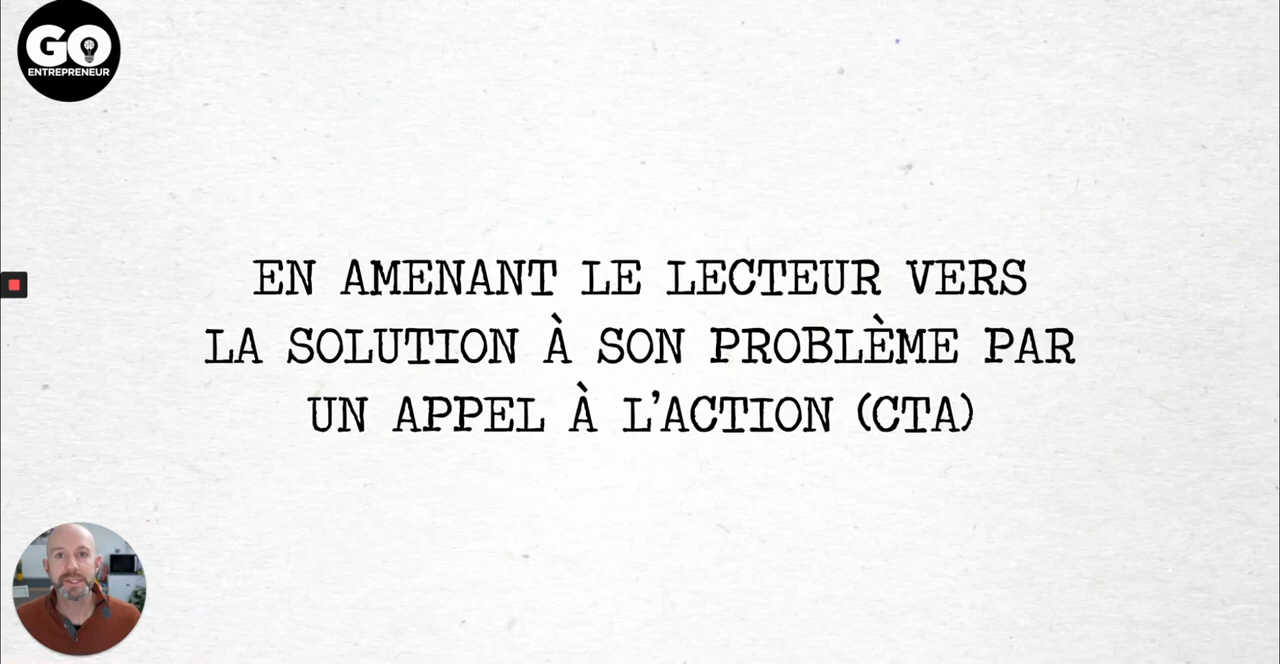 GO
ENTREPRENEUR
EN AMENANT LE LECTEUR VERS
LA SOLUTION À SON PROBLÈME PAR
UN APPEL À L’ACTION (CTA)